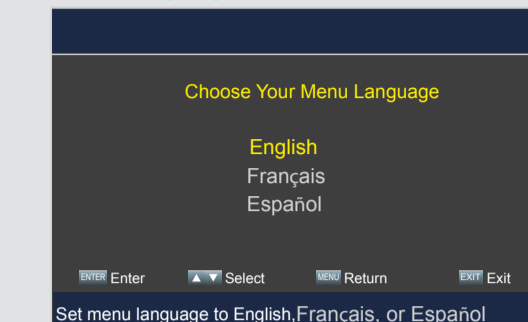 Choose Your Menu Language
English
Français
Español
ENTER Enter ▲ ▼ Select MENU Return EXIT Exit
Set menu language to English,Francais, or Español